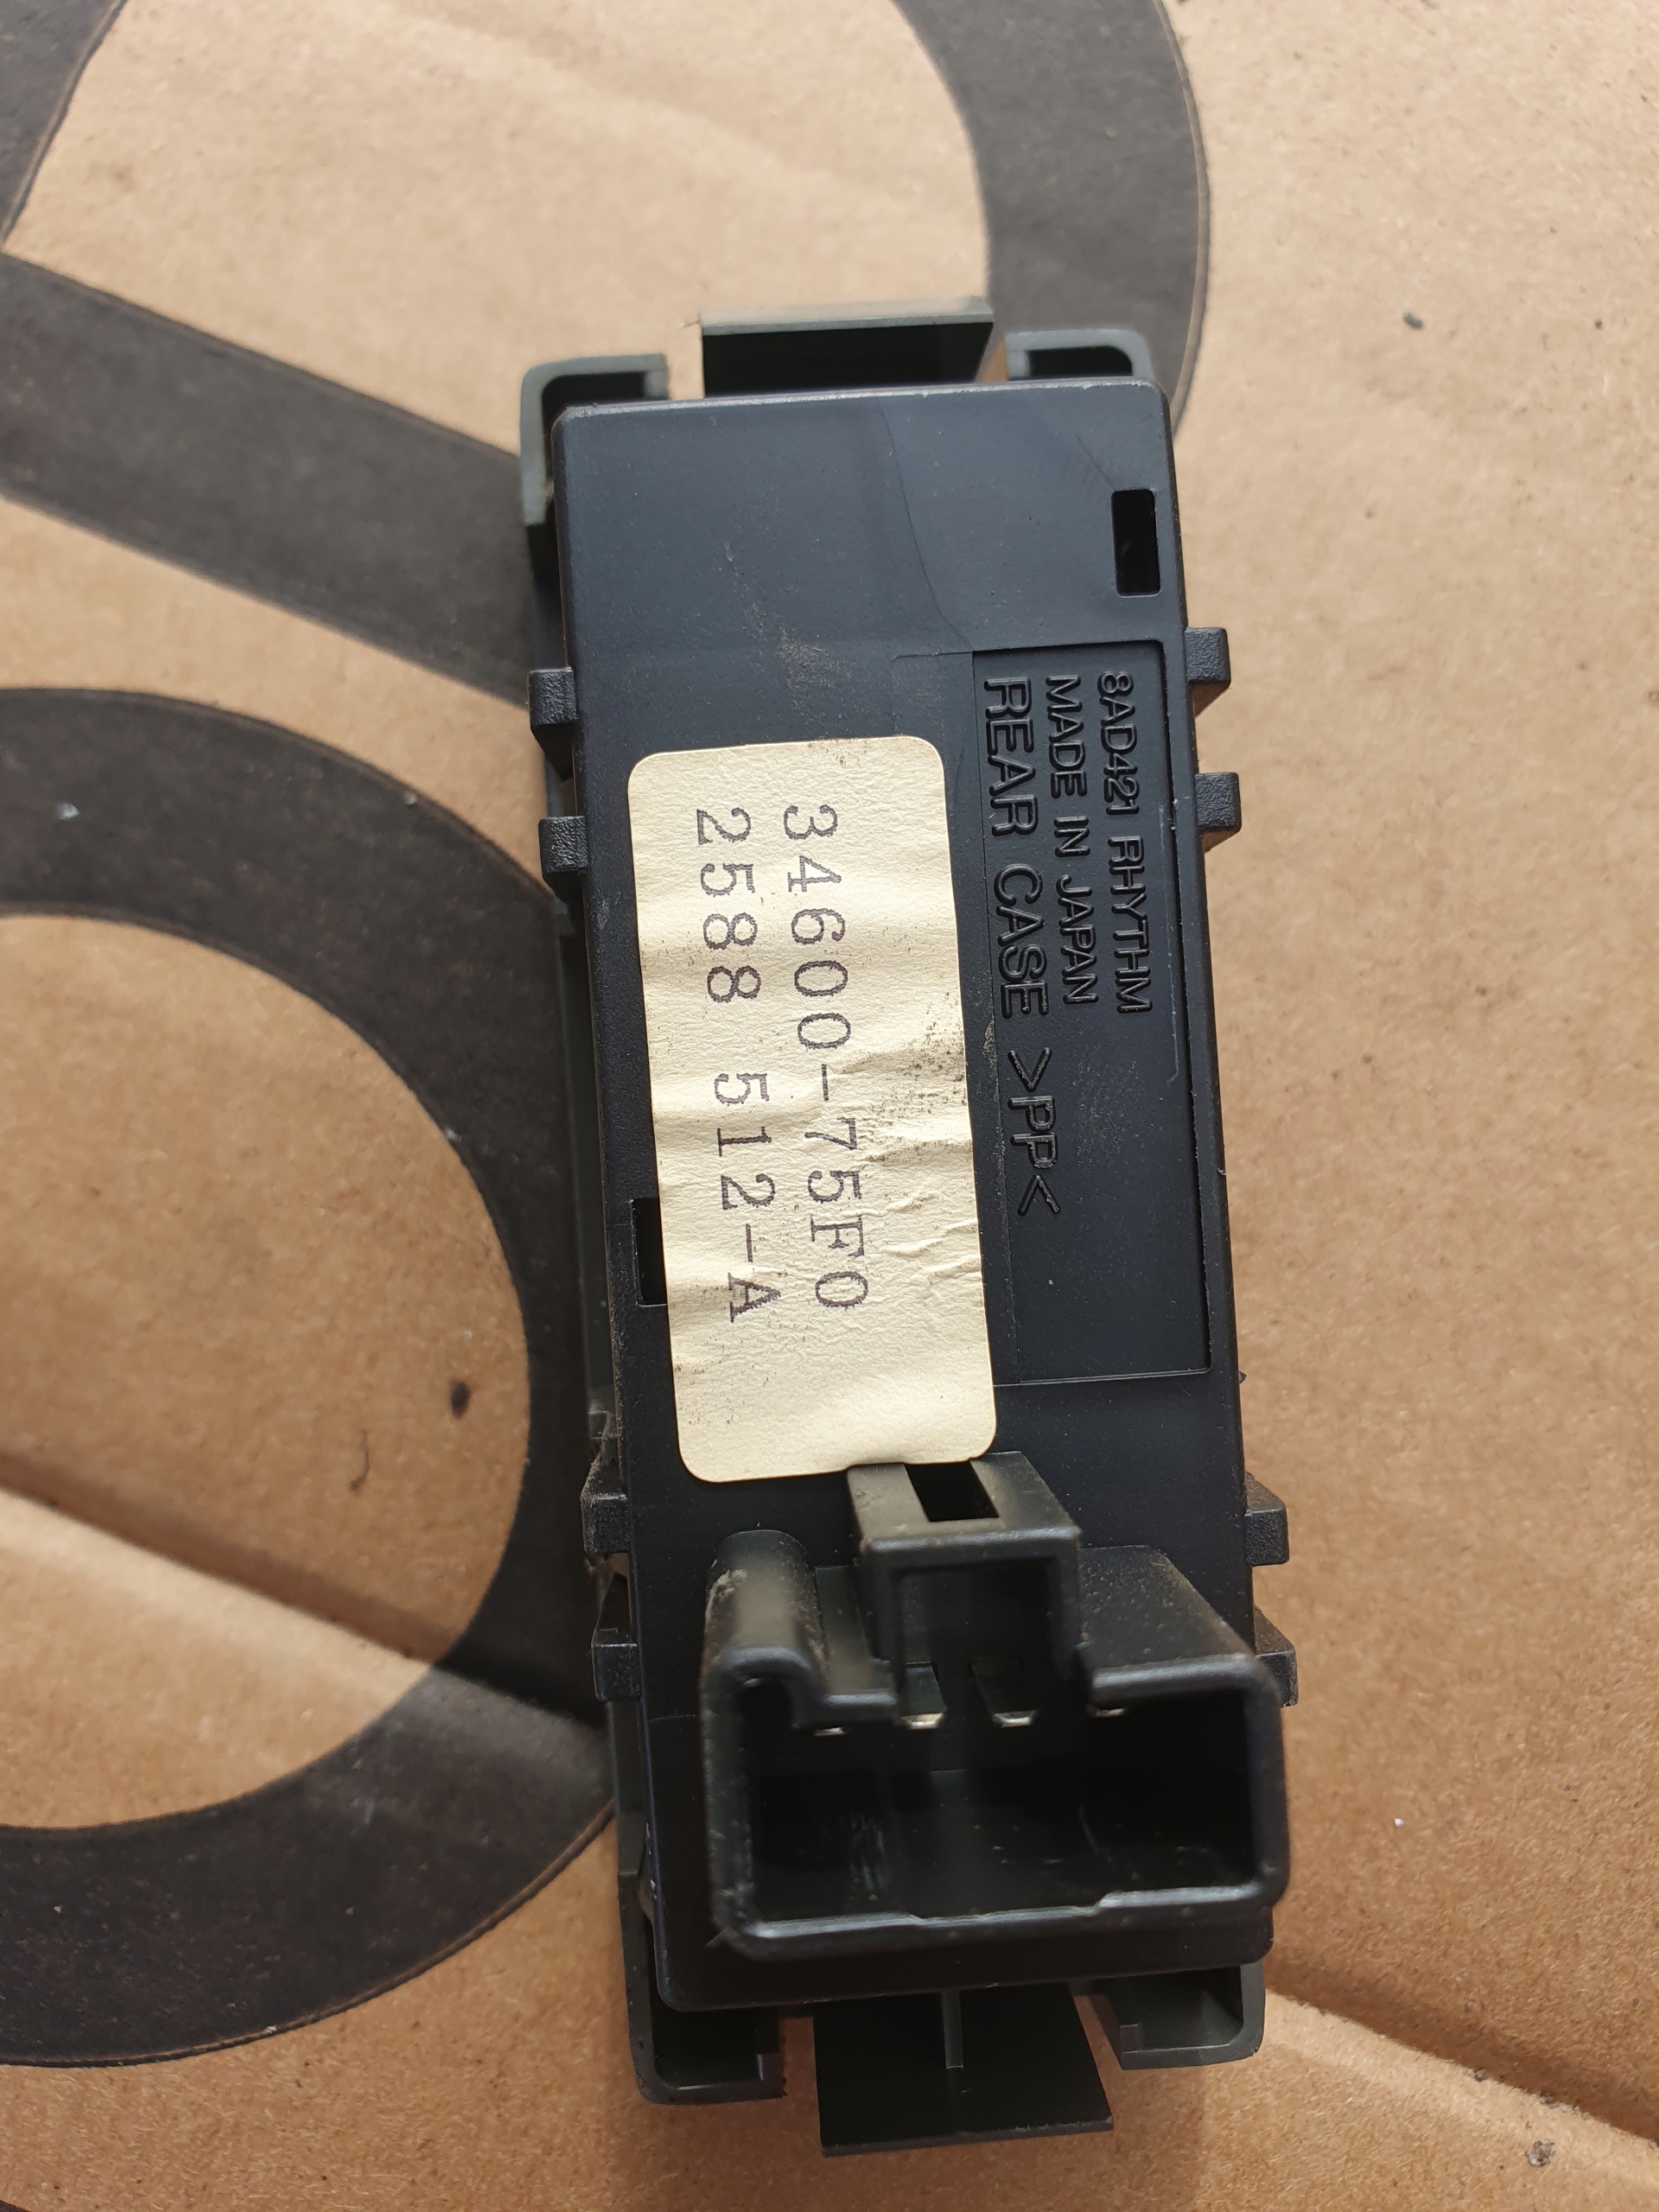 8AD421 RHYTHM
MADE IN JAPAN
REAR CASE >PP<
34600-75F0
2588 512-A